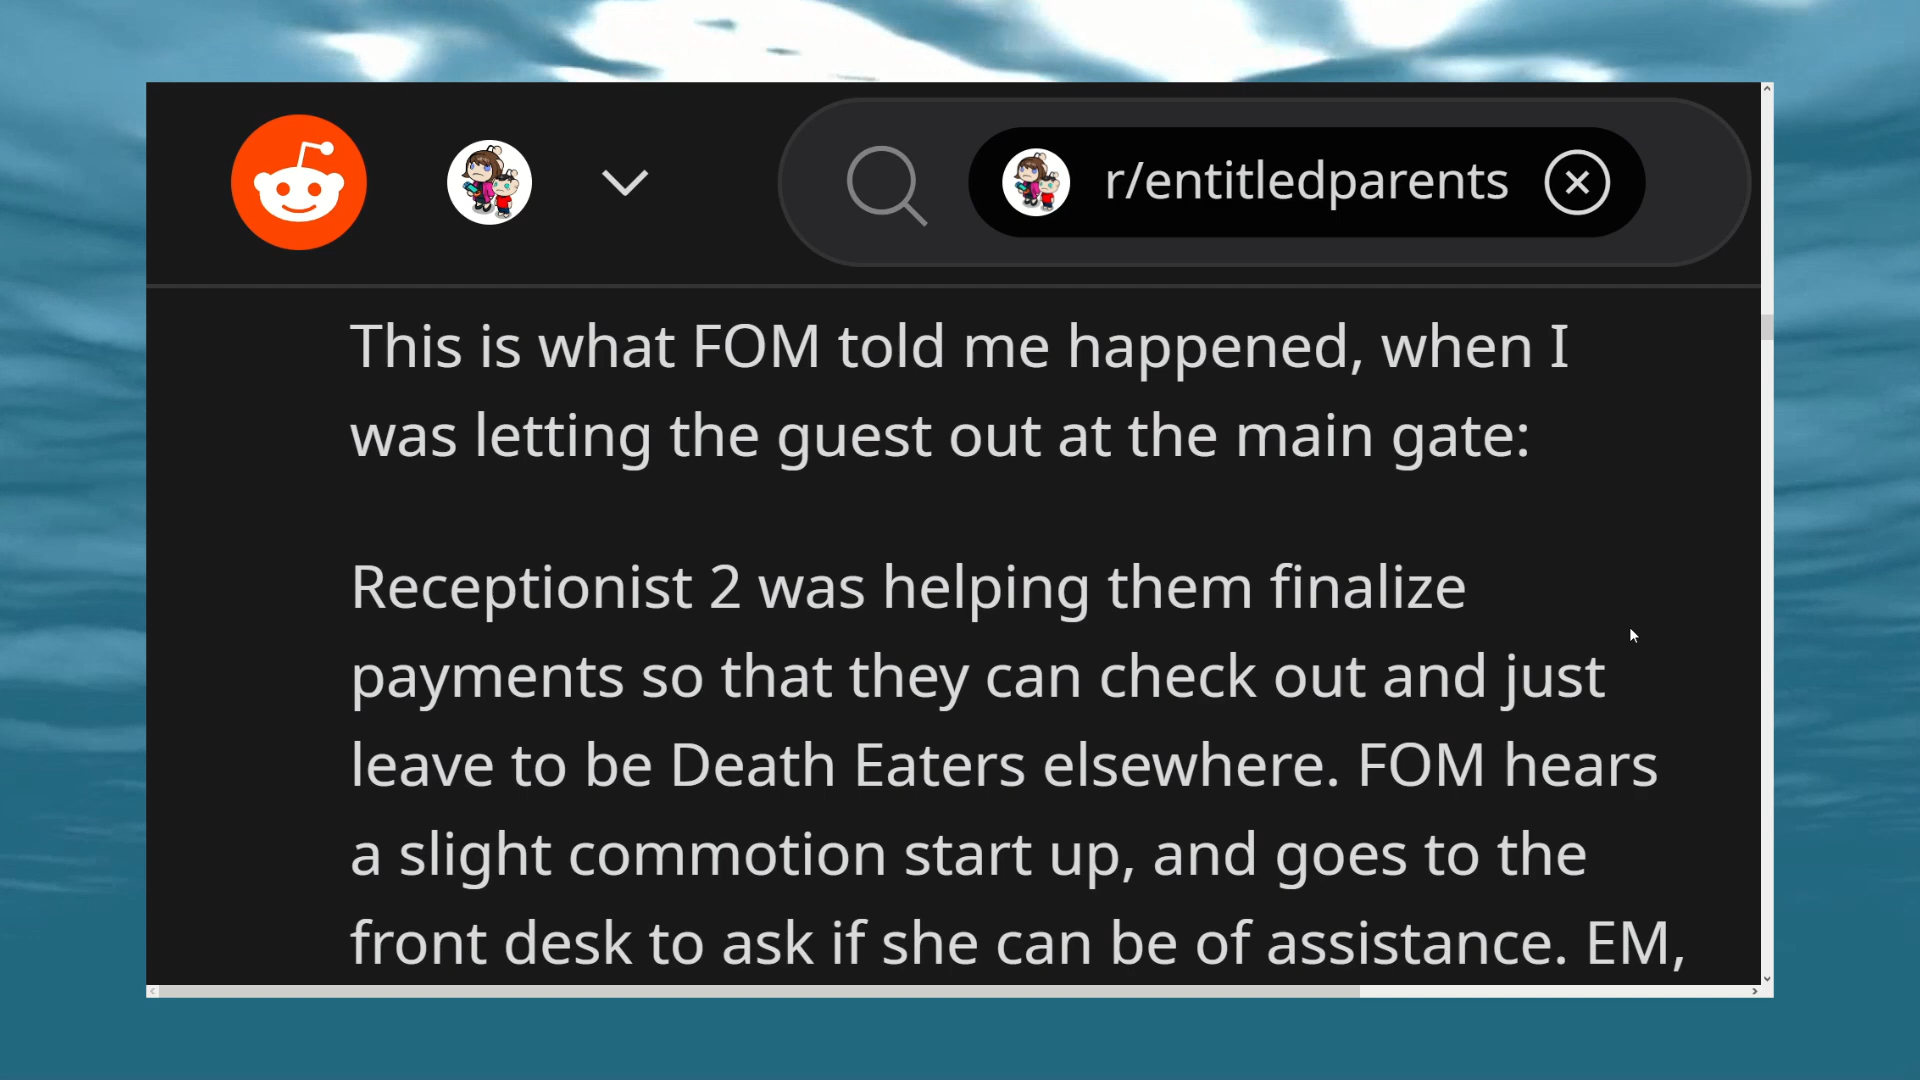 r/entitledparents
This is what FOM told me happened, when I
was letting the guest out at the main gate:
Receptionist 2 was helping them finalize
payments so that they can check out and just
leave to be Death Eaters elsewhere. FOM hears
a slight commotion start up, and goes to the
front desk to ask if she can be of assistance. EM,